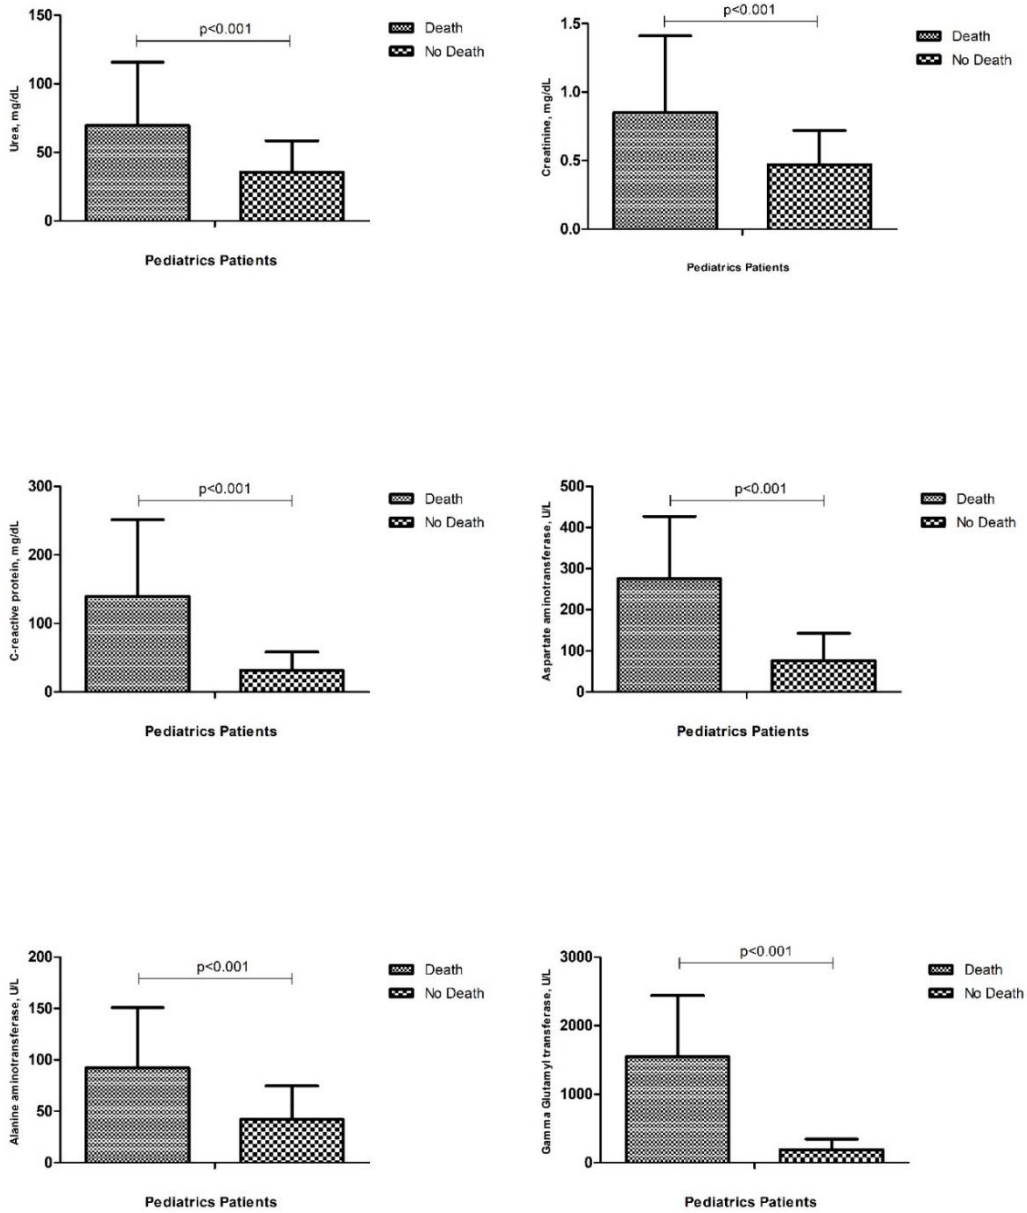 150
100
50
0
Urea, mg/dL
p<0.001
Death
No Death
Pediatrics Patients
1.5
1.0
0.5
0.0
Creatinine, mg/dL
p<0.001
Death
No Death
Pediatrics Patients
300
200
100
0
C-reactive protein, mg/dL
p<0.001
Death
No Death
Pediatrics Patients
500
400
300
200
100
0
Aspartate aminotransferase, U/L
p<0.001
Death
No Death
Pediatrics Patients
200
150
100
50
0
Alanine aminotransferase, U/L
p<0.001
Death
No Death
Pediatrics Patients
3000
2000
1000
0
Gamma Glutamyl transferase, U/L
p<0.001
Death
No Death
Pediatrics Patients